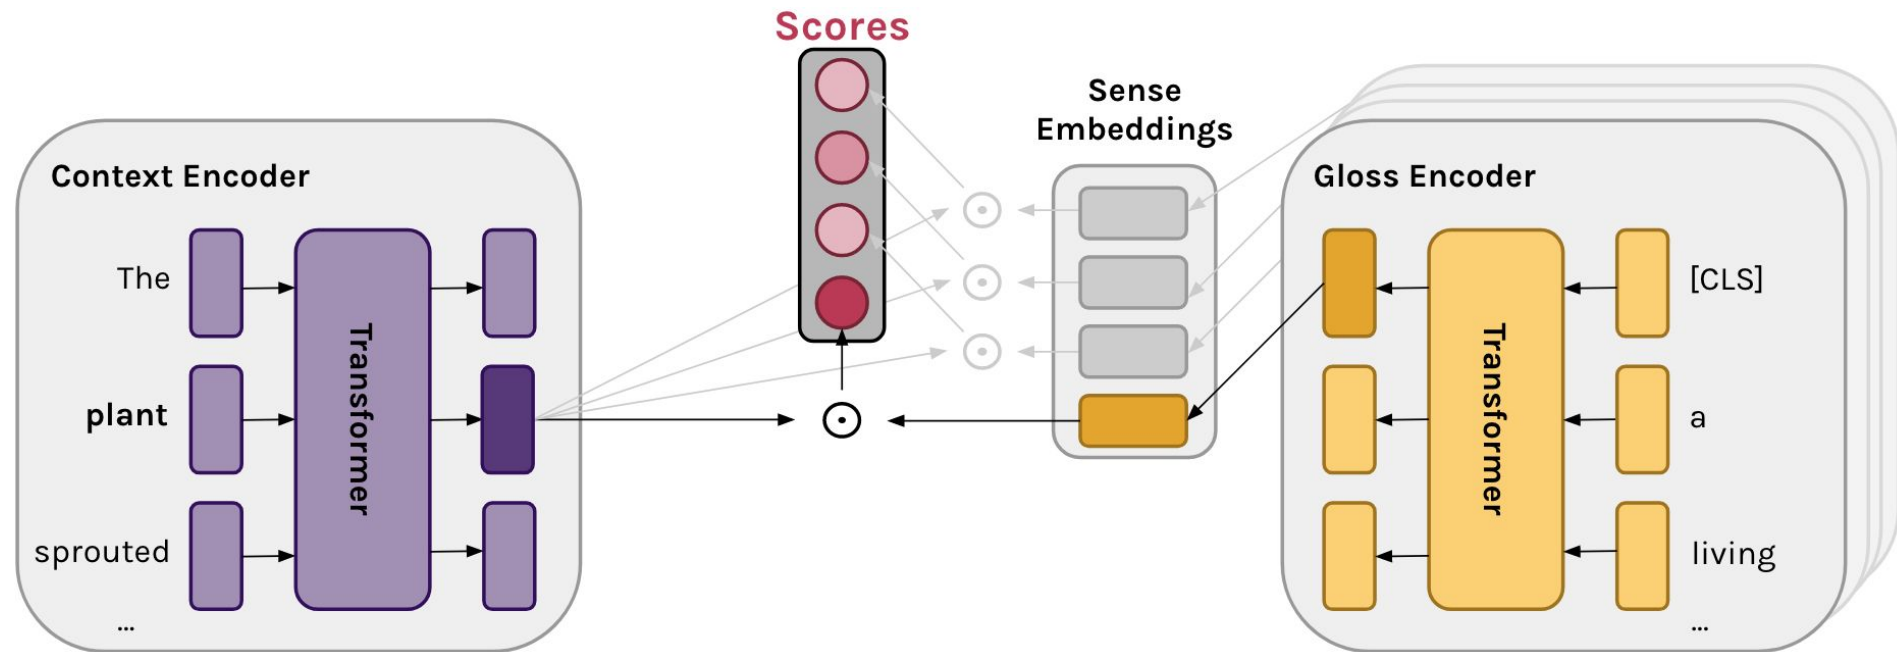 Scores
Sense
Embeddings
Context Encoder
The
plant
sprouted
...
Transformer
Gloss Encoder
Transformer
[CLS]
a
living
...